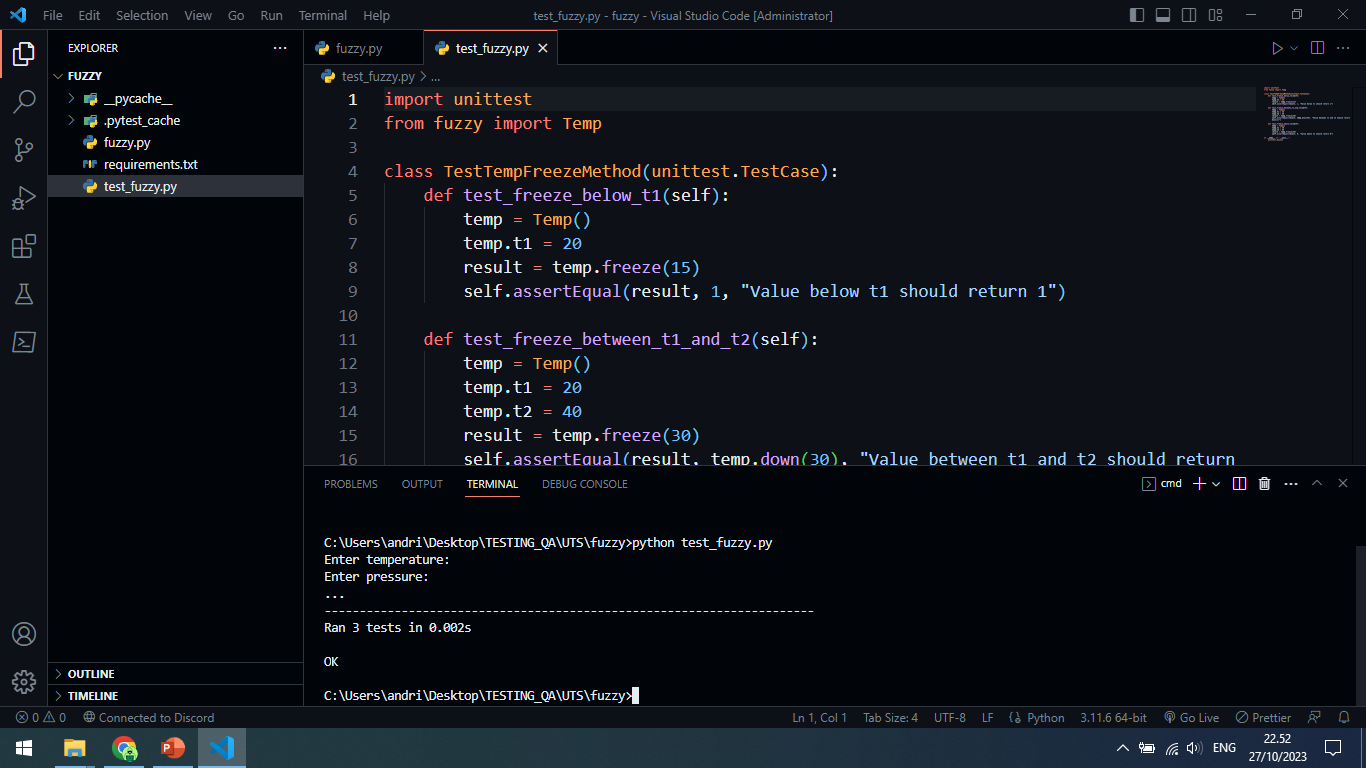 File Edit Selection View Go Run Terminal Help
test_fuzzy.py - fuzzy - Visual Studio Code [Administrator]
EXPLORER
FUZZY
__pycache__
.pytest_cache
fuzzy.py
requirements.txt
test_fuzzy.py
OUTLINE
TIMELINE
fuzzy.py
test_fuzzy.py
test_fuzzy.py > ...
1 import unittest
2 from fuzzy import Temp
3
4 class TestTempFreezeMethod(unittest.TestCase):
5 def test_freeze_below_t1(self):
6 temp = Temp()
7 temp.t1 = 20
8 result = temp.freeze(15)
9 self.assertEqual(result, 1, "Value below t1 should return 1")
10
11 def test_freeze_between_t1_and_t2(self):
12 temp = Temp()
13 temp.t1 = 20
14 temp.t2 = 40
15 result = temp.freeze(30)
16 self.assertEqual(result, temp.down(30), "Value between t1 and t2 should return
PROBLEMS OUTPUT TERMINAL DEBUG CONSOLE
cmd
C:\Users\andri\Desktop\TESTING_QA\UTS\fuzzy>python test_fuzzy.py
Enter temperature:
Enter pressure:
...
----------------------------------------------------------------------
Ran 3 tests in 0.002s
OK
C:\Users\andri\Desktop\TESTING_QA\UTS\fuzzy>
0 0 Connected to Discord
Ln 1, Col 1 Tab Size: 4 UTF-8 LF Python 3.11.6 64-bit Go Live Prettier
ENG
22.52
27/10/2023